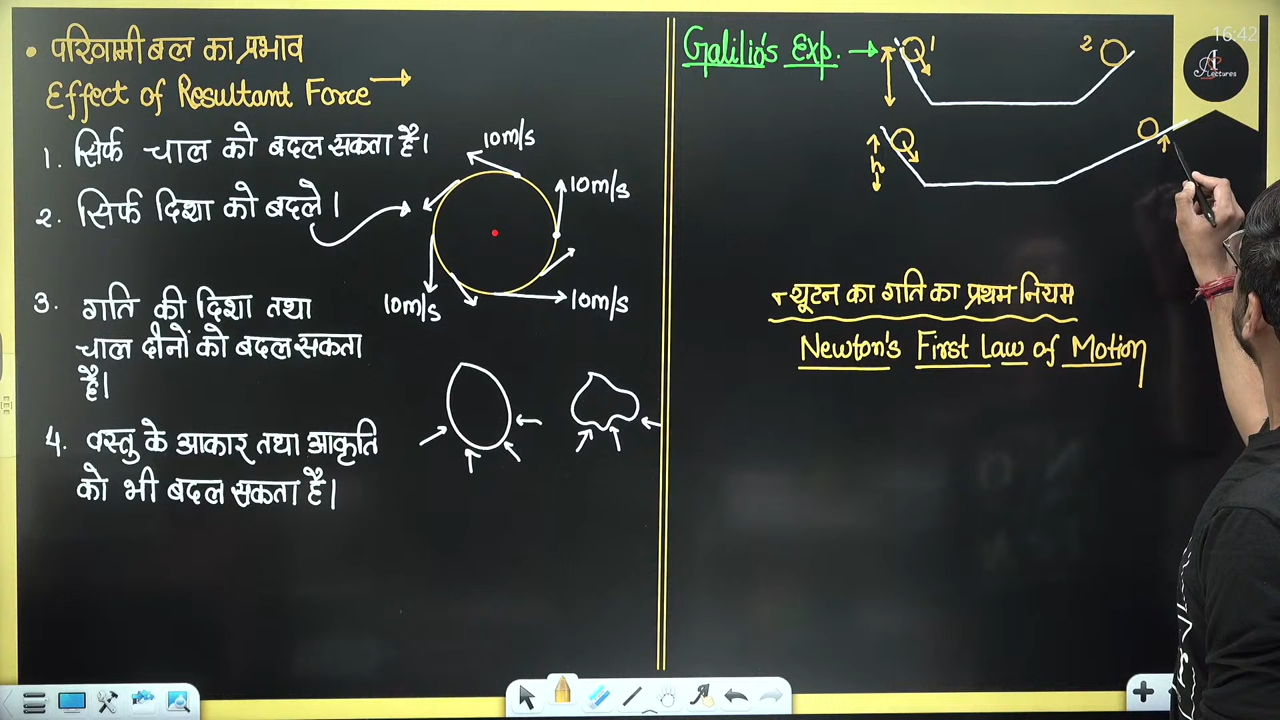 • परिणामी बल का प्रभाव
Effect of Resultant Force
1. सिर्फ चाल को बदल सकता है।
2. सिर्फ दिशा को बदले।
3. गति की दिशा तथा
चाल दोनों को बदल सकता
है।
4. वस्तु के आकार तथा आकृति
को भी बदल सकता है।
10m/s
10m/s
10m/s
10m/s
Galilio's Exp.
1
2
h
न्यूटन का गति का प्रथम नियम
Newton's First Law of Motion
16:42
Lectures